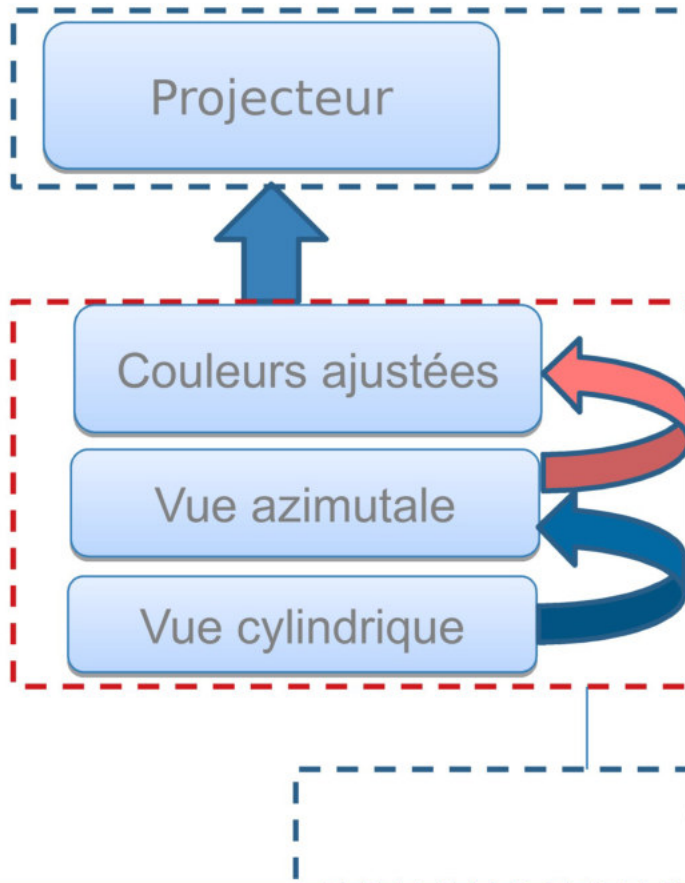 Projecteur
Couleurs ajustées
Vue azimutale
Vue cylindrique